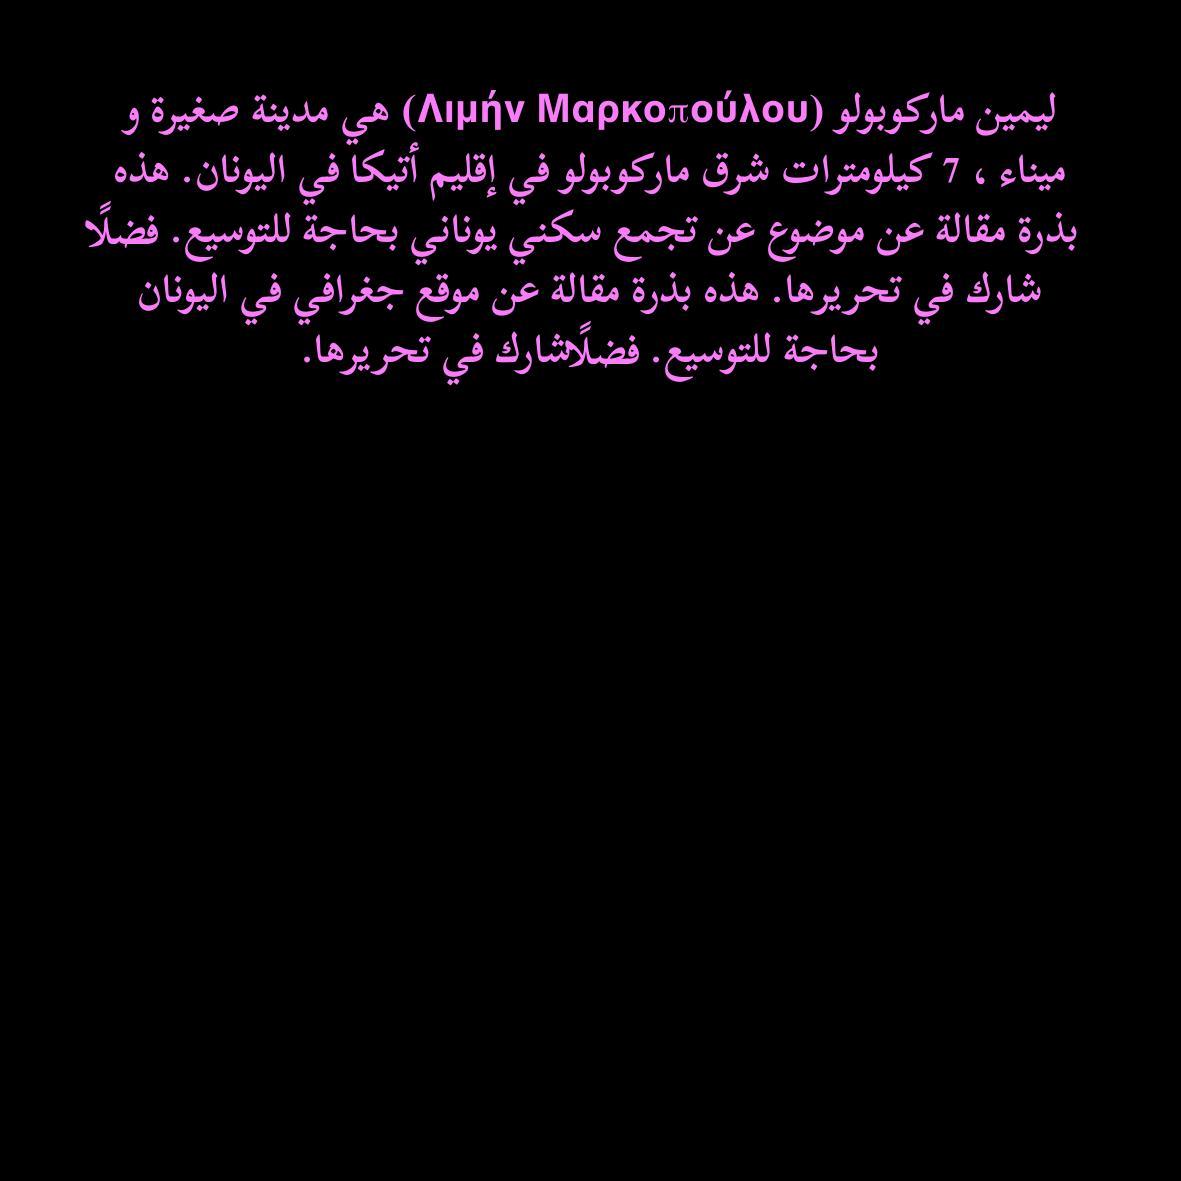 ليمين ماركوبولو (Λιμήν Μαρκοπούλου) هي مدينة صغيرة و
ميناء ، 7 كيلومترات شرق ماركوبولو في إقليم أتيكا في اليونان. هذه
بذرة مقالة عن موضوع عن تجمع سكني يوناني بحاجة للتوسيع. فضلًا
شارك في تحريرها. هذه بذرة مقالة عن موقع جغرافي في اليونان
بحاجة للتوسيع. فضلًاشارك في تحريرها.